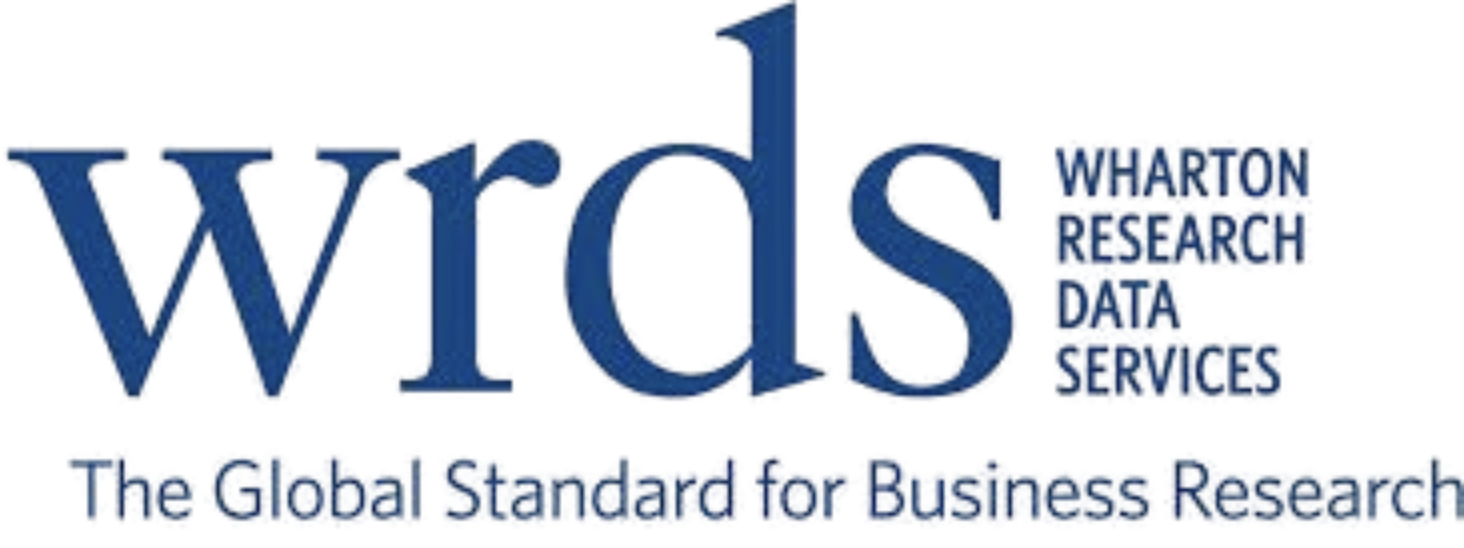 wrds
WHARTON
RESEARCH
DATA
SERVICES
The Global Standard for Business Research